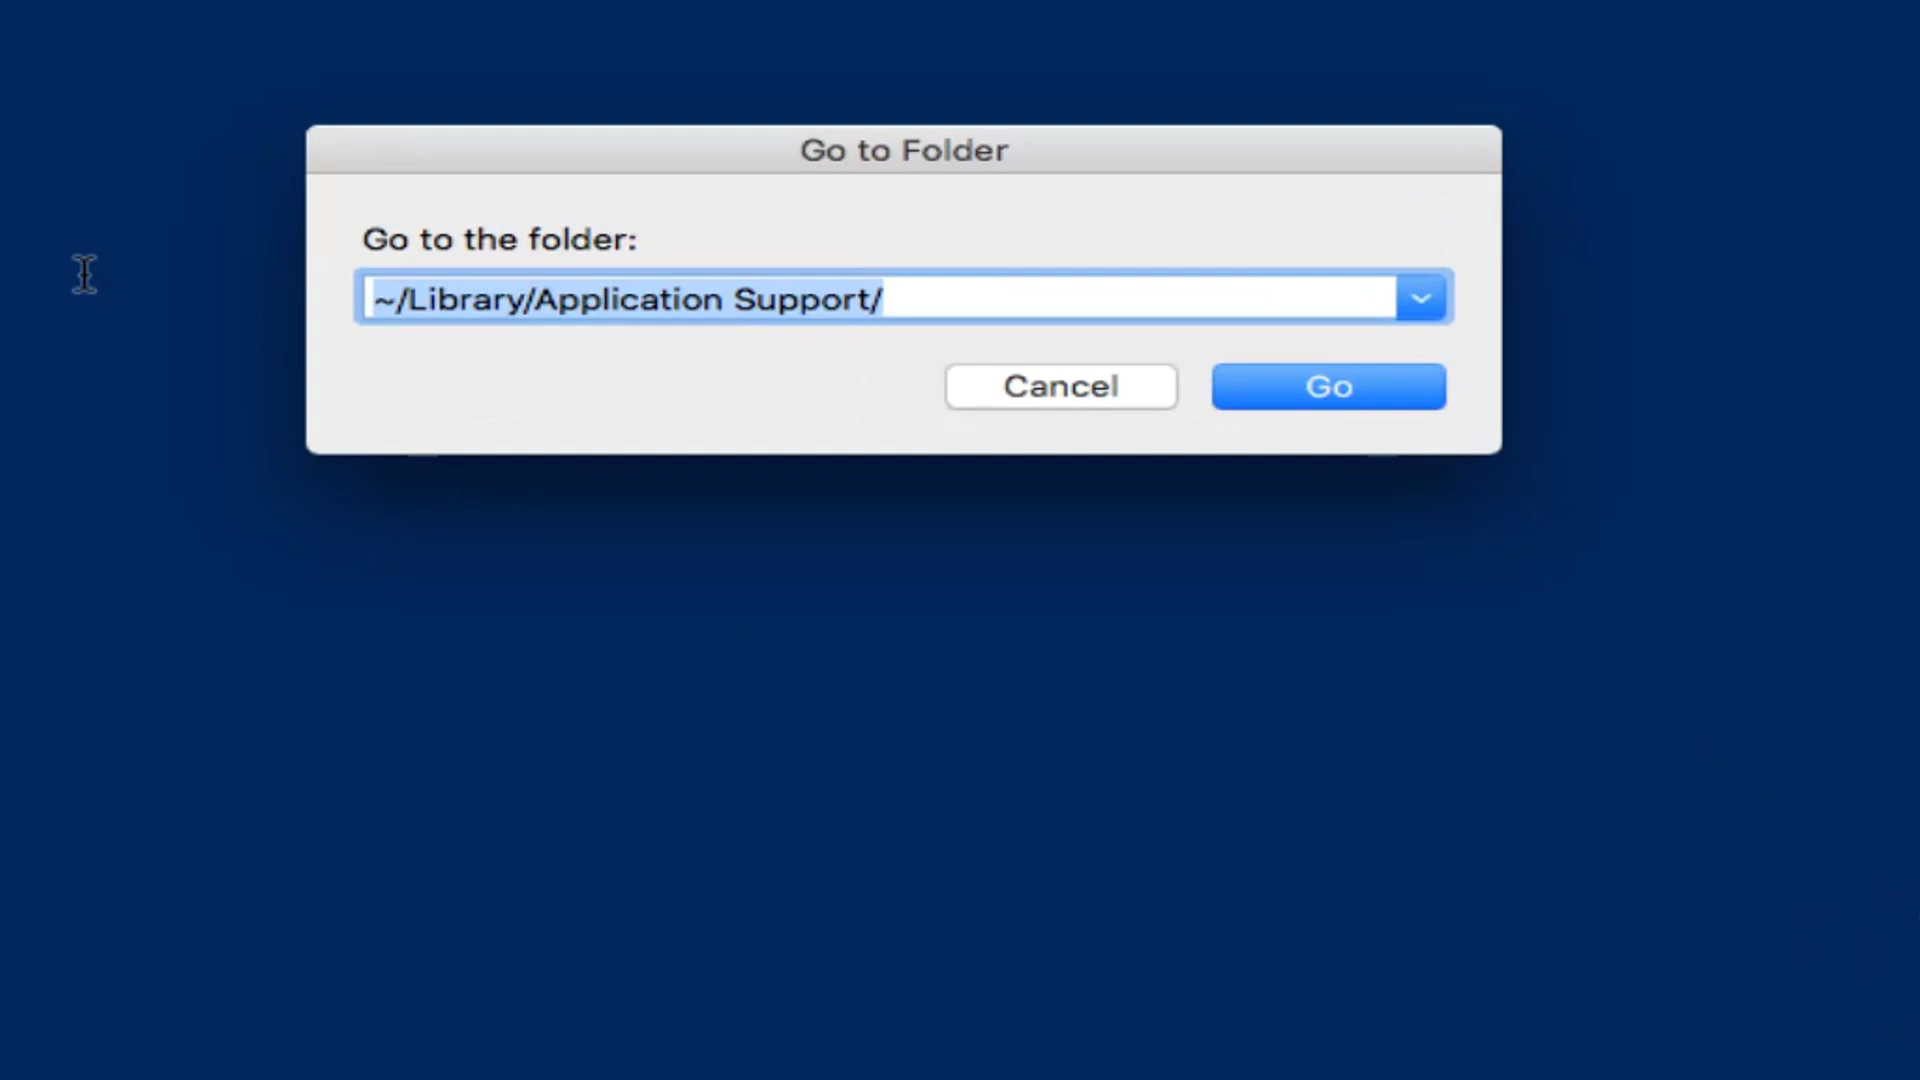 Go to Folder
Go to the folder:
~/Library/Application Support/
Cancel
Go